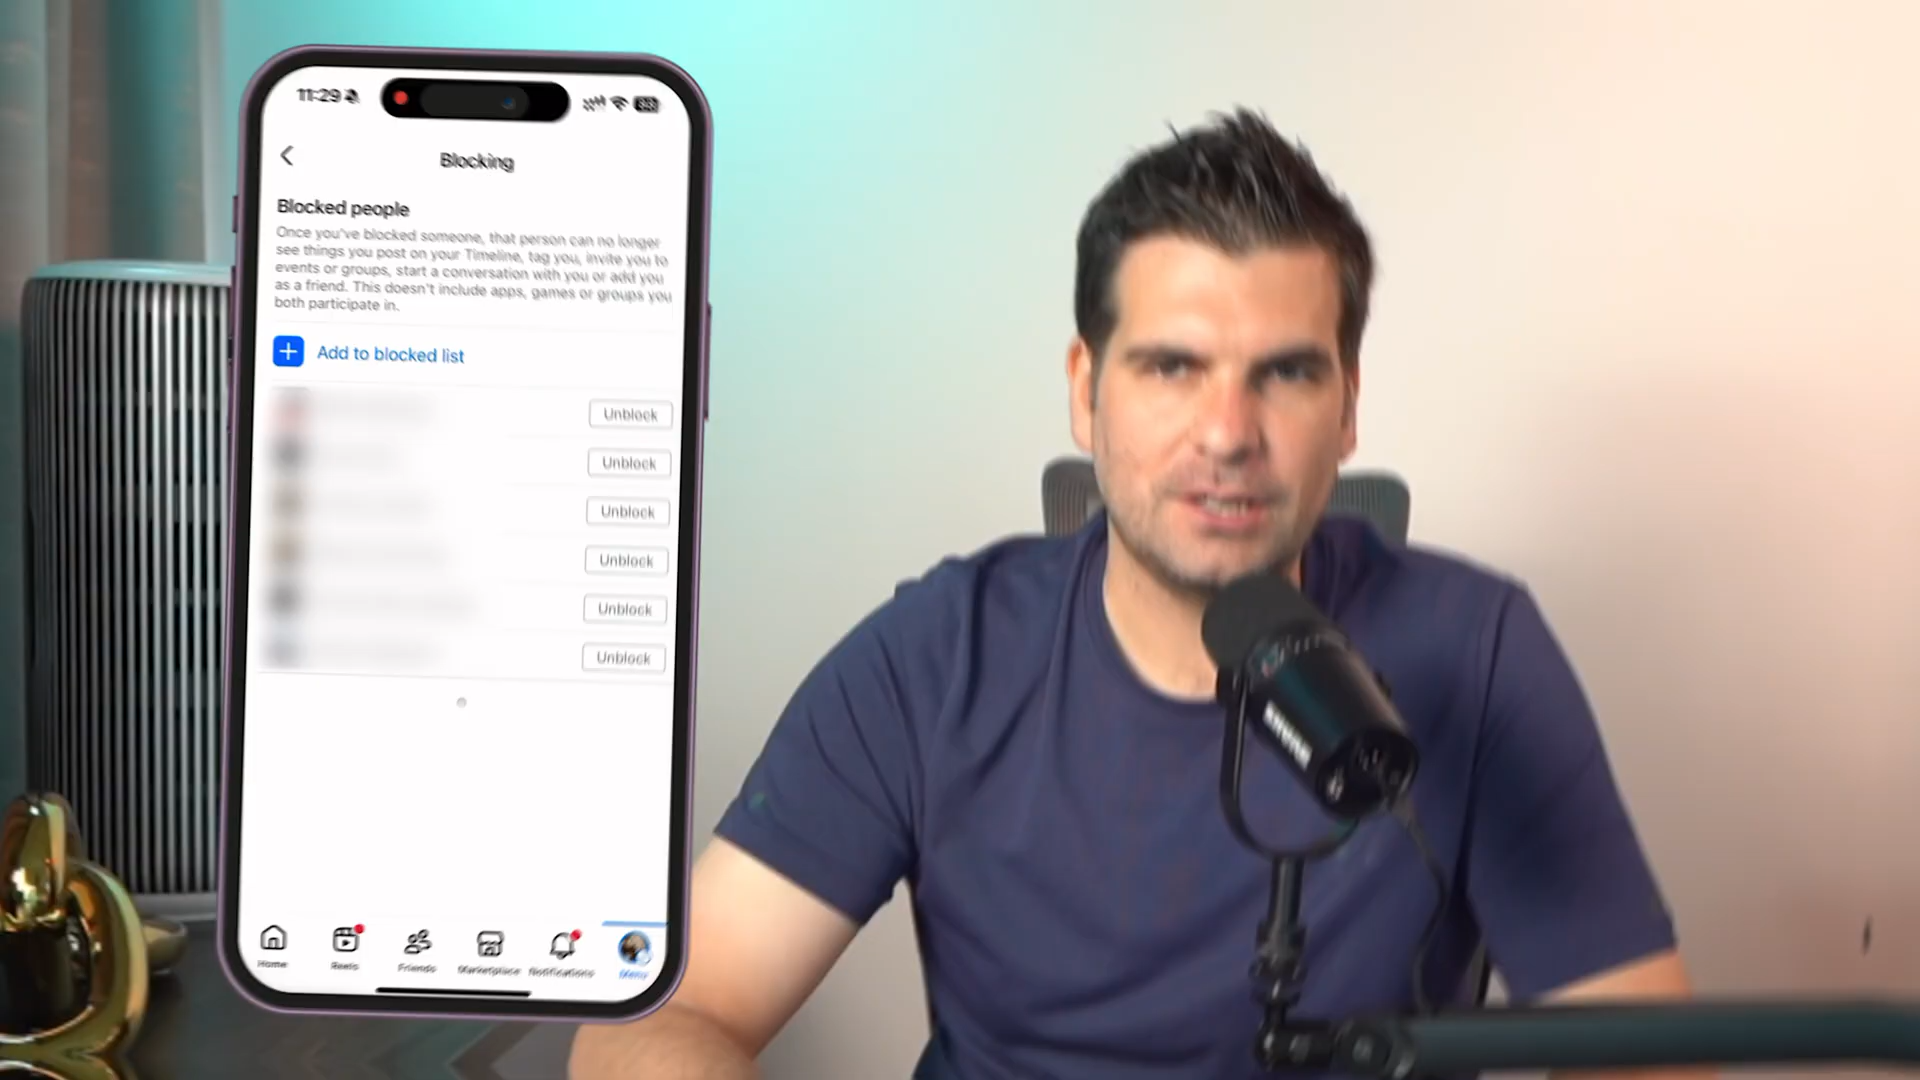 11:29
Blocking
Blocked people
Once you've blocked someone, that person can no longer
see things you post on your Timeline, tag you, invite you to
events or groups, start a conversation with you or add you
as a friend. This doesn't include apps, games or groups you
both participate in.
Add to blocked list
Unblock
Unblock
Unblock
Unblock
Unblock
Unblock
Home
Reels
Friends
Marketplace
Notifications
Menu
SHURE